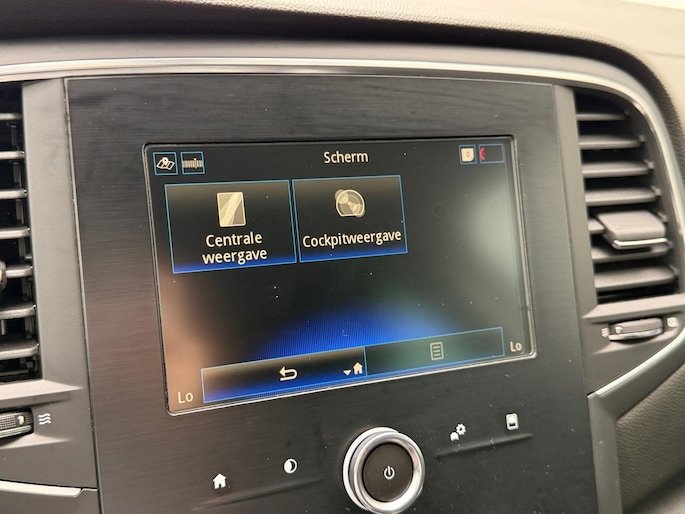 Scherm
Centrale
weergave
Cockpitweergave
Lo
Lo